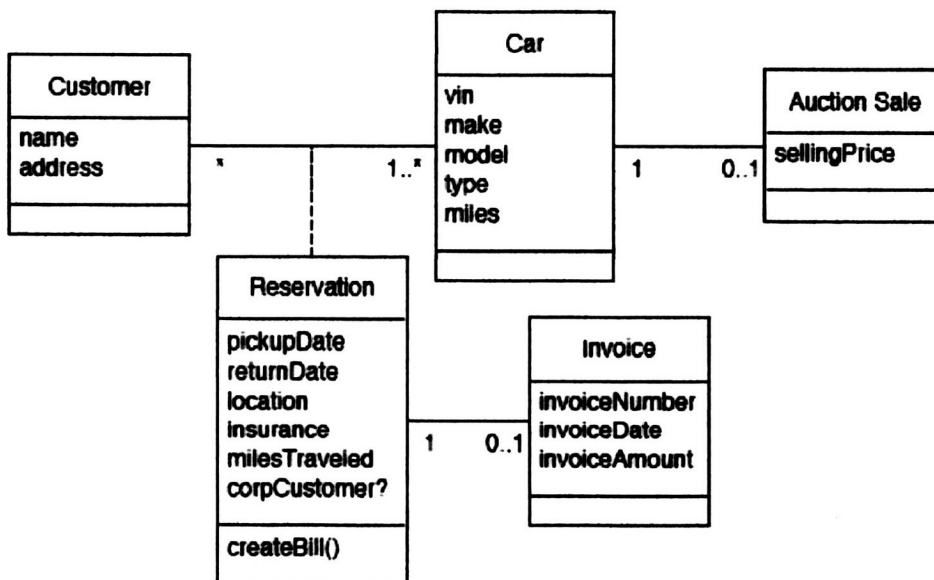 Customer
name
address
*
1..*
Car
vin
make
model
type
miles
1
0..1
Auction Sale
sellingPrice
Reservation
pickupDate
returnDate
location
insurance
milesTraveled
corpCustomer?
createBill()
1
0..1
Invoice
invoiceNumber
invoiceDate
invoiceAmount